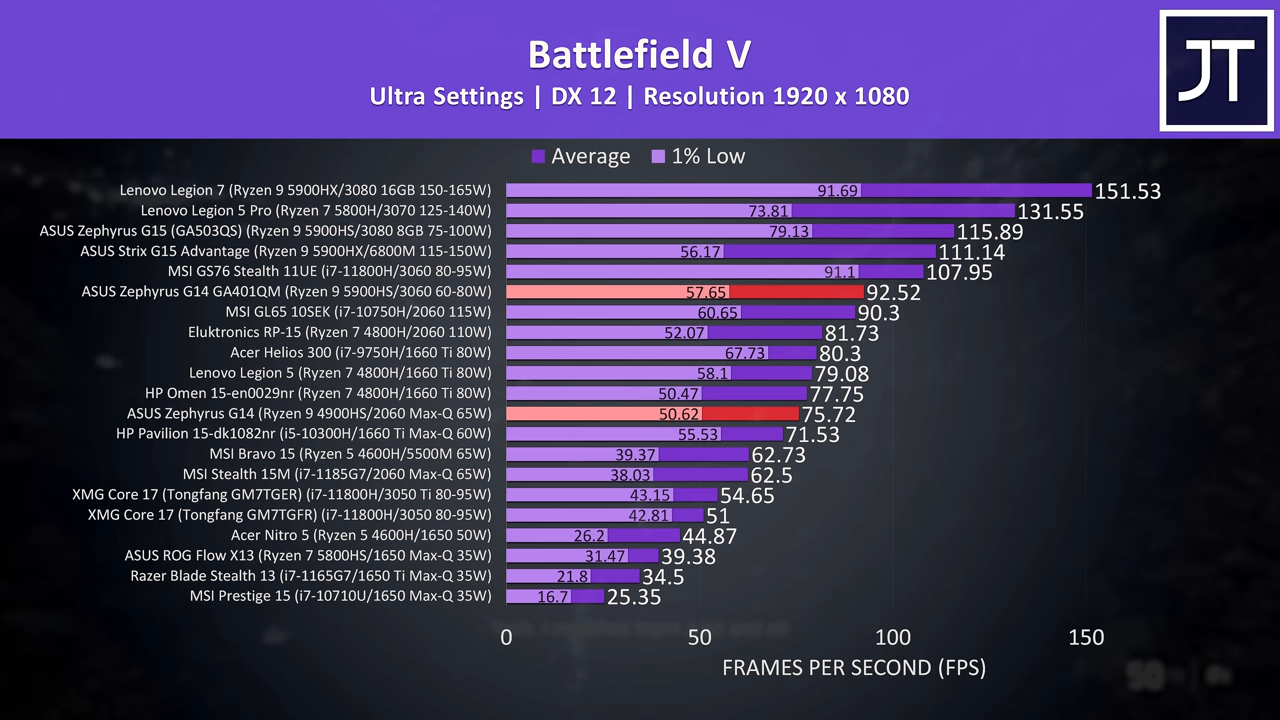 Battlefield V
Ultra Settings | DX 12 | Resolution 1920 x 1080
JT
Average 1% Low
Lenovo Legion 7 (Ryzen 9 5900HX/3080 16GB 150-165W) 91.69 151.53
Lenovo Legion 5 Pro (Ryzen 7 5800H/3070 125-140W) 73.81 131.55
ASUS Zephyrus G15 (GA503QS) (Ryzen 9 5900HS/3080 8GB 75-100W) 79.13 115.89
ASUS Strix G15 Advantage (Ryzen 9 5900HX/6800M 115-150W) 56.17 111.14
MSI GS76 Stealth 11UE (i7-11800H/3060 80-95W) 91.1 107.95
ASUS Zephyrus G14 GA401QM (Ryzen 9 5900HS/3060 60-80W) 57.65 92.52
MSI GL65 10SEK (i7-10750H/2060 115W) 60.65 90.3
Eluktronics RP-15 (Ryzen 7 4800H/2060 110W) 52.07 81.73
Acer Helios 300 (i7-9750H/1660 Ti 80W) 67.73 80.3
Lenovo Legion 5 (Ryzen 7 4800H/1660 Ti 80W) 58.1 79.08
HP Omen 15-en0029nr (Ryzen 7 4800H/1660 Ti 80W) 50.47 77.75
ASUS Zephyrus G14 (Ryzen 9 4900HS/2060 Max-Q 65W) 50.62 75.72
HP Pavilion 15-dk1082nr (i5-10300H/1660 Ti Max-Q 60W) 55.53 71.53
MSI Bravo 15 (Ryzen 5 4600H/5500M 65W) 39.37 62.73
MSI Stealth 15M (i7-1185G7/2060 Max-Q 65W) 38.03 62.5
XMG Core 17 (Tongfang GM7TGER) (i7-11800H/3050 Ti 80-95W) 43.15 54.65
XMG Core 17 (Tongfang GM7TGFR) (i7-11800H/3050 80-95W) 42.81 51
Acer Nitro 5 (Ryzen 5 4600H/1650 50W) 26.2 44.87
ASUS ROG Flow X13 (Ryzen 7 5800HS/1650 Max-Q 35W) 31.47 39.38
Razer Blade Stealth 13 (i7-1165G7/1650 Ti Max-Q 35W) 21.8 34.5
MSI Prestige 15 (i7-10710U/1650 Max-Q 35W) 16.7 25.35
0 50 100 150
FRAMES PER SECOND (FPS)